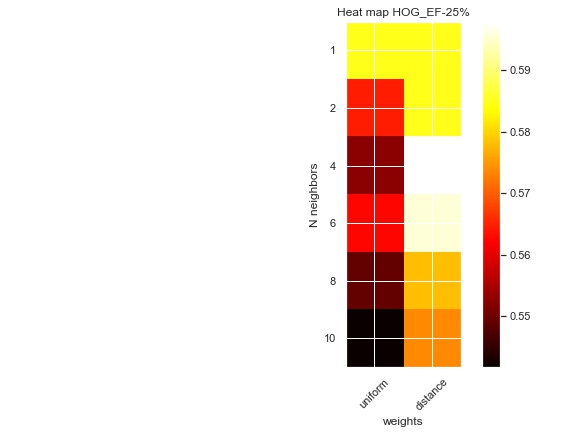 Heat map HOG_EF-25%
1
2
4
6
8
10
N neighbors
uniform
distance
weights
0.59
0.58
0.57
0.56
0.55